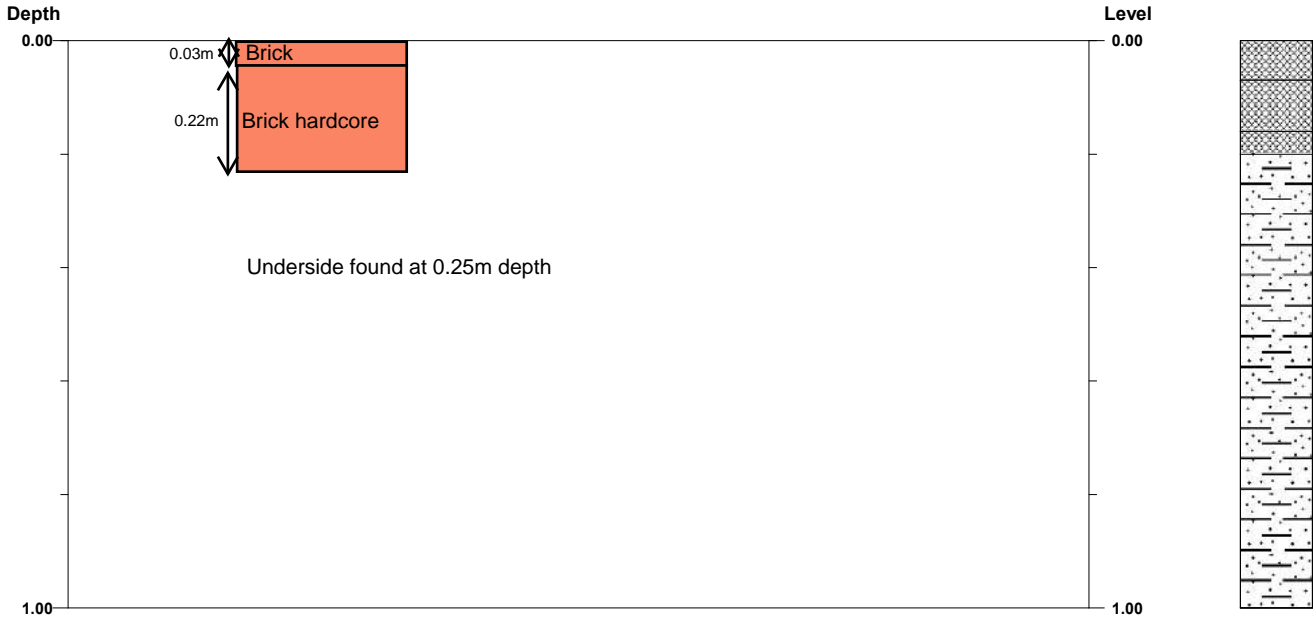 Depth
Level
0.00
0.00
0.03m
Brick
0.22m
Brick hardcore
Underside found at 0.25m depth
1.00
1.00